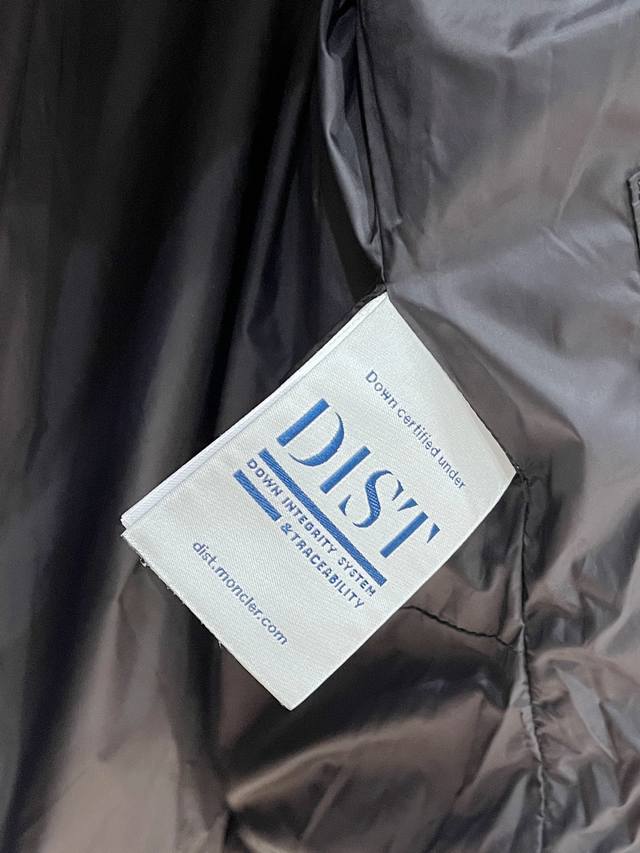 Down certified under
DIST
DOWN INTEGRITY SYSTEM
& TRACEABILITY
dist.moncler.com